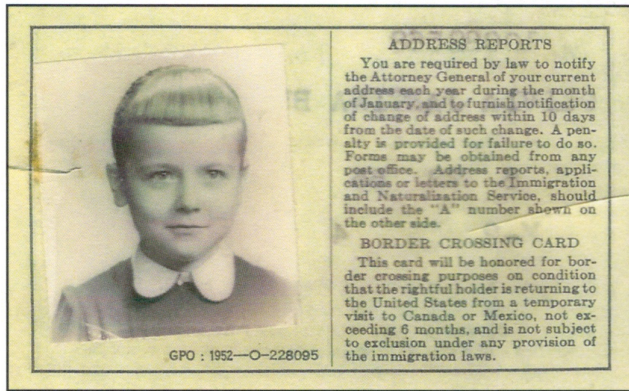 ADDRESS REPORTS
You are required by law to notify
the Attorney General of your current
address each year during the month
of January, and to furnish notification
of change of address within 10 days
from the date of such change. A pen-
alty is provided for failure to do so.
Forms may be obtained from any
post office. Address reports, appli-
cations or letters to the Immigration
and Naturalization Service, should
include the "A" number shown on
the other side.
BORDER CROSSING CARD
This card will be honored for bor-
der crossing purposes on condition
that the rightful holder is returning to
the United States from a temporary
visit to Canada or Mexico, not ex-
ceeding 6 months, and is not subject
to exclusion under any provision of
the immigration laws.
GPO : 1952—O-228095